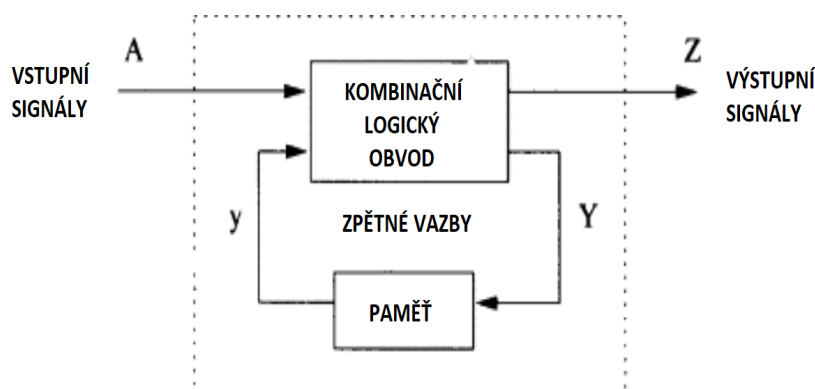 A
Z
VSTUPNÍ
SIGNÁLY
KOMBINAČNÍ
LOGICKÝ
OBVOD
VÝSTUPNÍ
SIGNÁLY
y
ZPĚTNÉ VAZBY
Y
PAMĚŤ